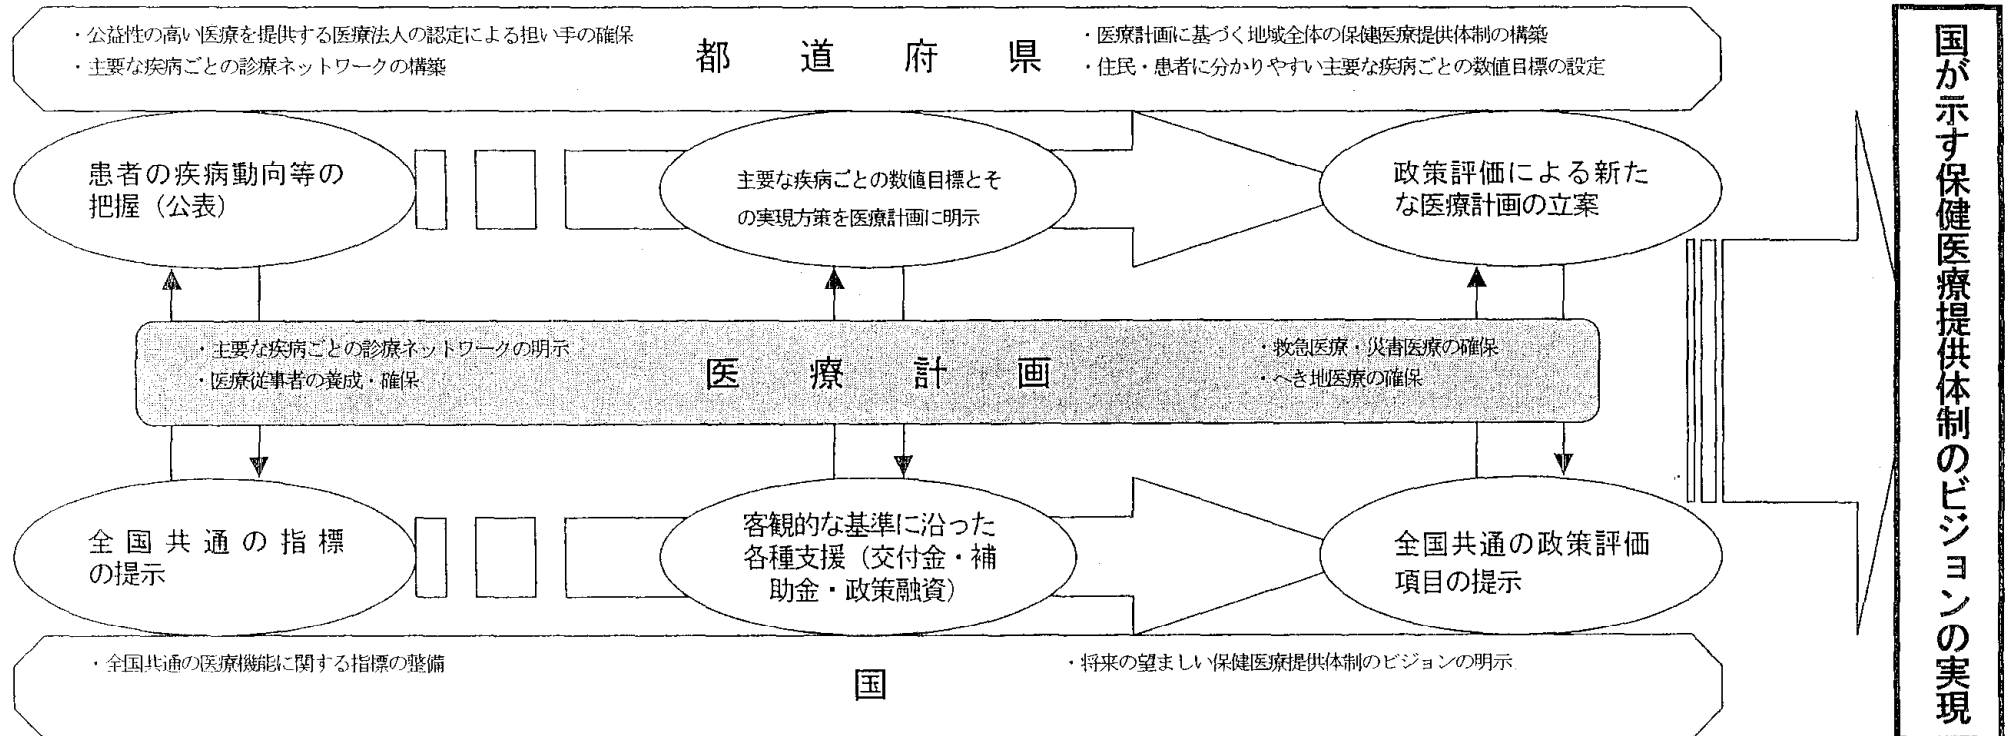 ・公益性の高い医療を提供する医療法人の認定による担い手の確保
・主要な疾病ごとの診療ネットワークの構築
都道府県
・医療計画に基づく地域全体の保健医療提供体制の構築
・住民・患者に分かりやすい主要な疾病ごとの数値目標の設定
患者の疾病動向等の
把握（公表）
主要な疾病ごとの数値目標とそ
の実現方策を医療計画に明示
政策評価による新た
な医療計画の立案
・主要な疾病ごとの診療ネットワークの明示
・医療従事者の養成・確保
医療計画
・救急医療・災害医療の確保
・へき地医療の確保
全国共通の指標
の提示
客観的な基準に沿った
各種支援（交付金・補
助金・政策融資）
全国共通の政策評価
項目の提示
・全国共通の医療機能に関する指標の整備
国
・将来の望ましい保健医療提供体制のビジョンの明示
国が示す保健医療提供体制のビジョンの実現